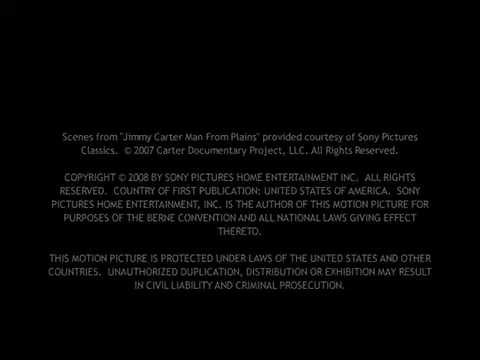 Scenes from "Jimmy Carter Man From Plains" provided courtesy of Sony Pictures
Classics.  © 2007 Carter Documentary Project, LLC. All Rights Reserved.
COPYRIGHT © 2008 BY SONY PICTURES HOME ENTERTAINMENT INC.  ALL RIGHTS
RESERVED.  COUNTRY OF FIRST PUBLICATION: UNITED STATES OF AMERICA.  SONY
PICTURES HOME ENTERTAINMENT, INC. IS THE AUTHOR OF THIS MOTION PICTURE FOR
PURPOSES OF THE BERNE CONVENTION AND ALL NATIONAL LAWS GIVING EFFECT
THERETO.
THIS MOTION PICTURE IS PROTECTED UNDER LAWS OF THE UNITED STATES AND OTHER
COUNTRIES.  UNAUTHORIZED DUPLICATION, DISTRIBUTION OR EXHIBITION MAY RESULT
IN CIVIL LIABILITY AND CRIMINAL PROSECUTION.